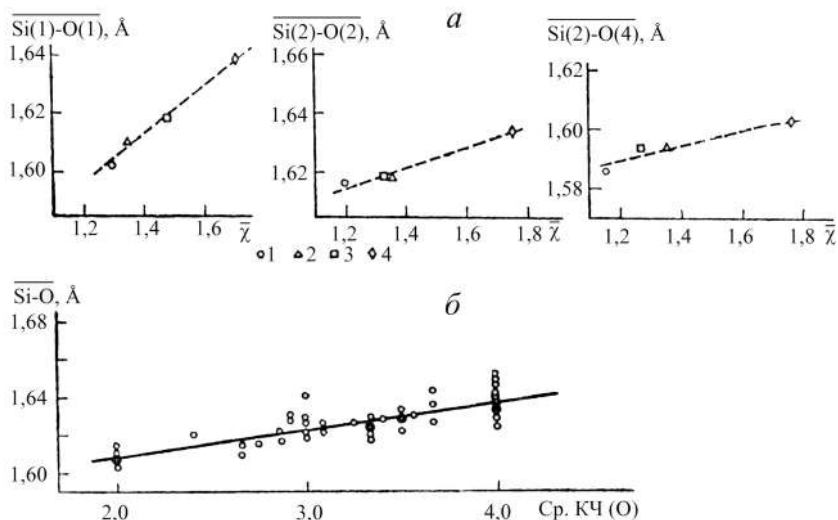 а
Si(1)-O(1), Å
1,64
1,62
1,60
1,2 1,4 1,6 χ̄
Si(2)-O(2), Å
1,66
1,64
1,62
1,2 1,4 1,6 1,8 χ̄
Si(2)-O(4), Å
1,62
1,60
1,58
1,2 1,4 1,6 1,8 χ̄
1 2 3 4
б
Si-O, Å
1,68
1,64
1,60
2,0 3,0 4,0 Ср. КЧ (О)